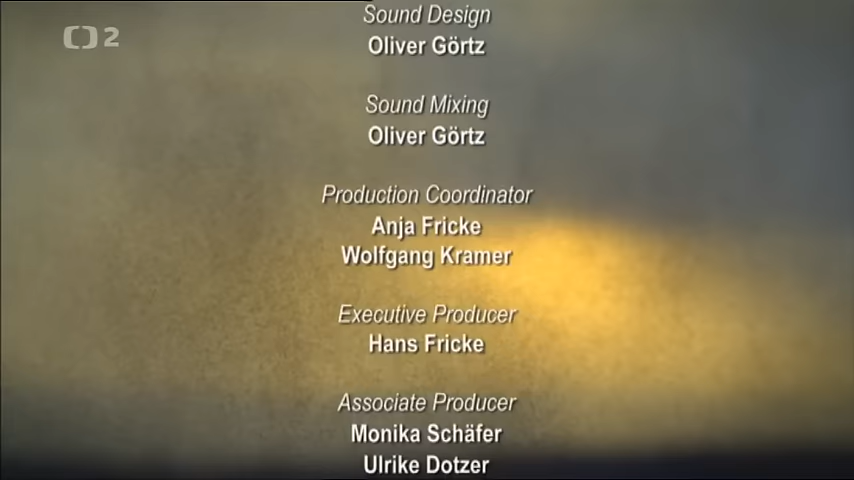 2
Sound Design
Oliver Görtz
Sound Mixing
Oliver Görtz
Production Coordinator
Anja Fricke
Wolfgang Kramer
Executive Producer
Hans Fricke
Associate Producer
Monika Schäfer
Ulrike Dotzer